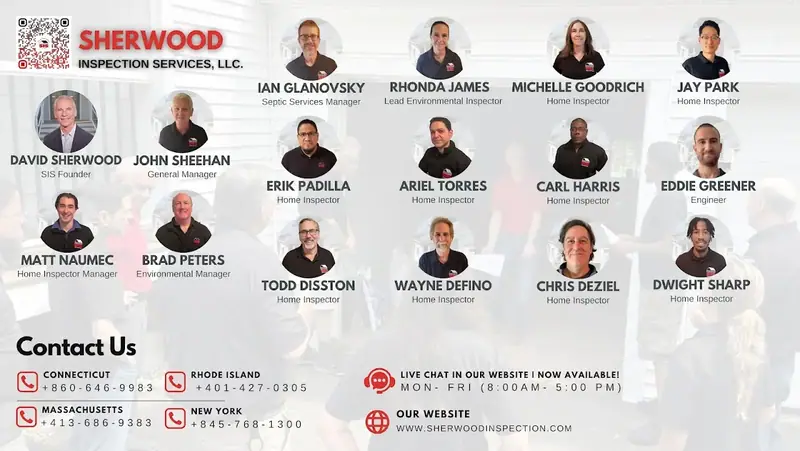 SHERWOOD
INSPECTION SERVICES, LLC.
IAN GLANOVSKY
Septic Services Manager
RHONDA JAMES
Lead Environmental Inspector
MICHELLE GOODRICH
Home Inspector
JAY PARK
Home Inspector
DAVID SHERWOOD
SIS Founder
JOHN SHEEHAN
General Manager
ERIK PADILLA
Home Inspector
ARIEL TORRES
Home Inspector
CARL HARRIS
Home Inspector
EDDIE GREENER
Engineer
MATT NAUMEC
Home Inspector Manager
BRAD PETERS
Environmental Manager
TODD DISSTON
Home Inspector
WAYNE DEFINO
Home Inspector
CHRIS DEZIEL
Home Inspector
DWIGHT SHARP
Home Inspector
Contact Us
CONNECTICUT
+860-646-9983
RHODE ISLAND
+401-427-0305
MASSACHUSETTS
+413-686-9383
NEW YORK
+845-768-1300
LIVE CHAT IN OUR WEBSITE | NOW AVAILABLE!
MON- FRI (8:00AM- 5:00 PM)
OUR WEBSITE
WWW.SHERWOODINSPECTION.COM